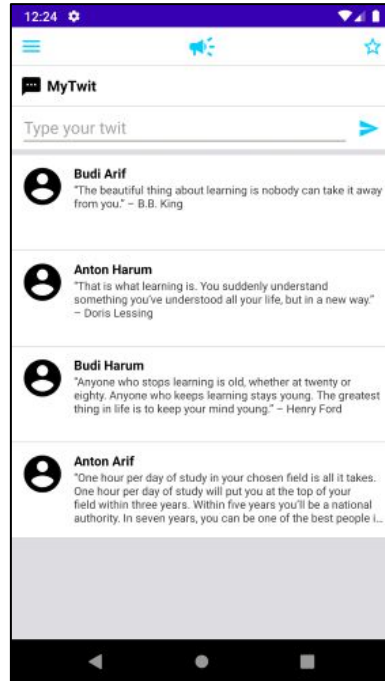 12:24
MyTwit
Type your twit
Budi Arif
"The beautiful thing about learning is nobody can take it away
from you." – B.B. King
Anton Harum
"That is what learning is. You suddenly understand
something you've understood all your life, but in a new way."
– Doris Lessing
Budi Harum
"Anyone who stops learning is old, whether at twenty or
eighty. Anyone who keeps learning stays young. The greatest
thing in life is to keep your mind young." – Henry Ford
Anton Arif
"One hour per day of study in your chosen field is all it takes.
One hour per day of study will put you at the top of your
field within three years. Within five years you'll be a national
authority. In seven years, you can be one of the best people i...